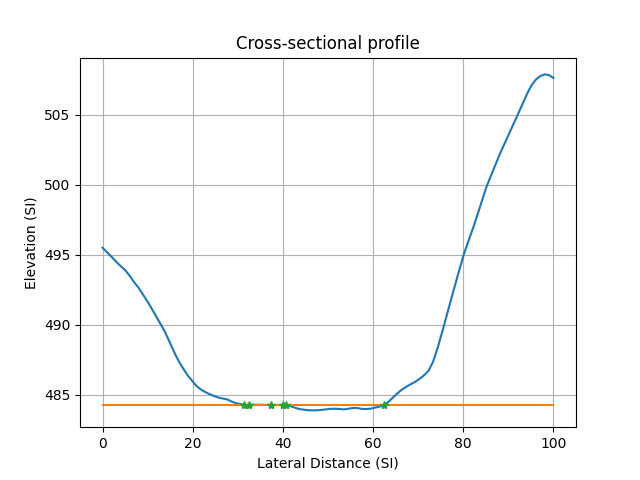 Cross-sectional profile
505
500
495
490
485
Elevation (SI)
0 20 40 60 80 100
Lateral Distance (SI)